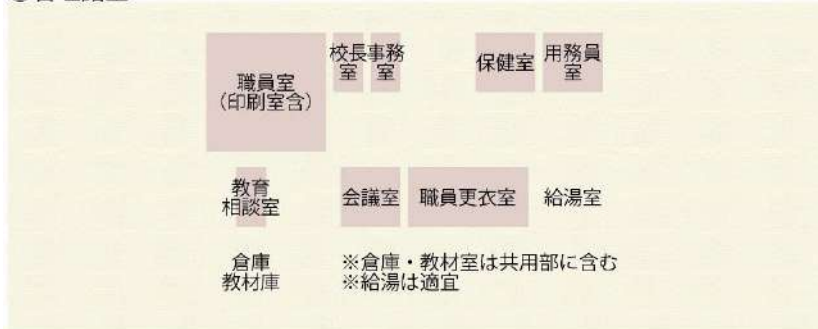 職員室
(印刷室含)
校長
室
事務
室
保健室
用務員
室
教育
相談室
会議室
職員更衣室
給湯室
倉庫
教材庫
※倉庫・教材室は共用部に含む
※給湯は適宜